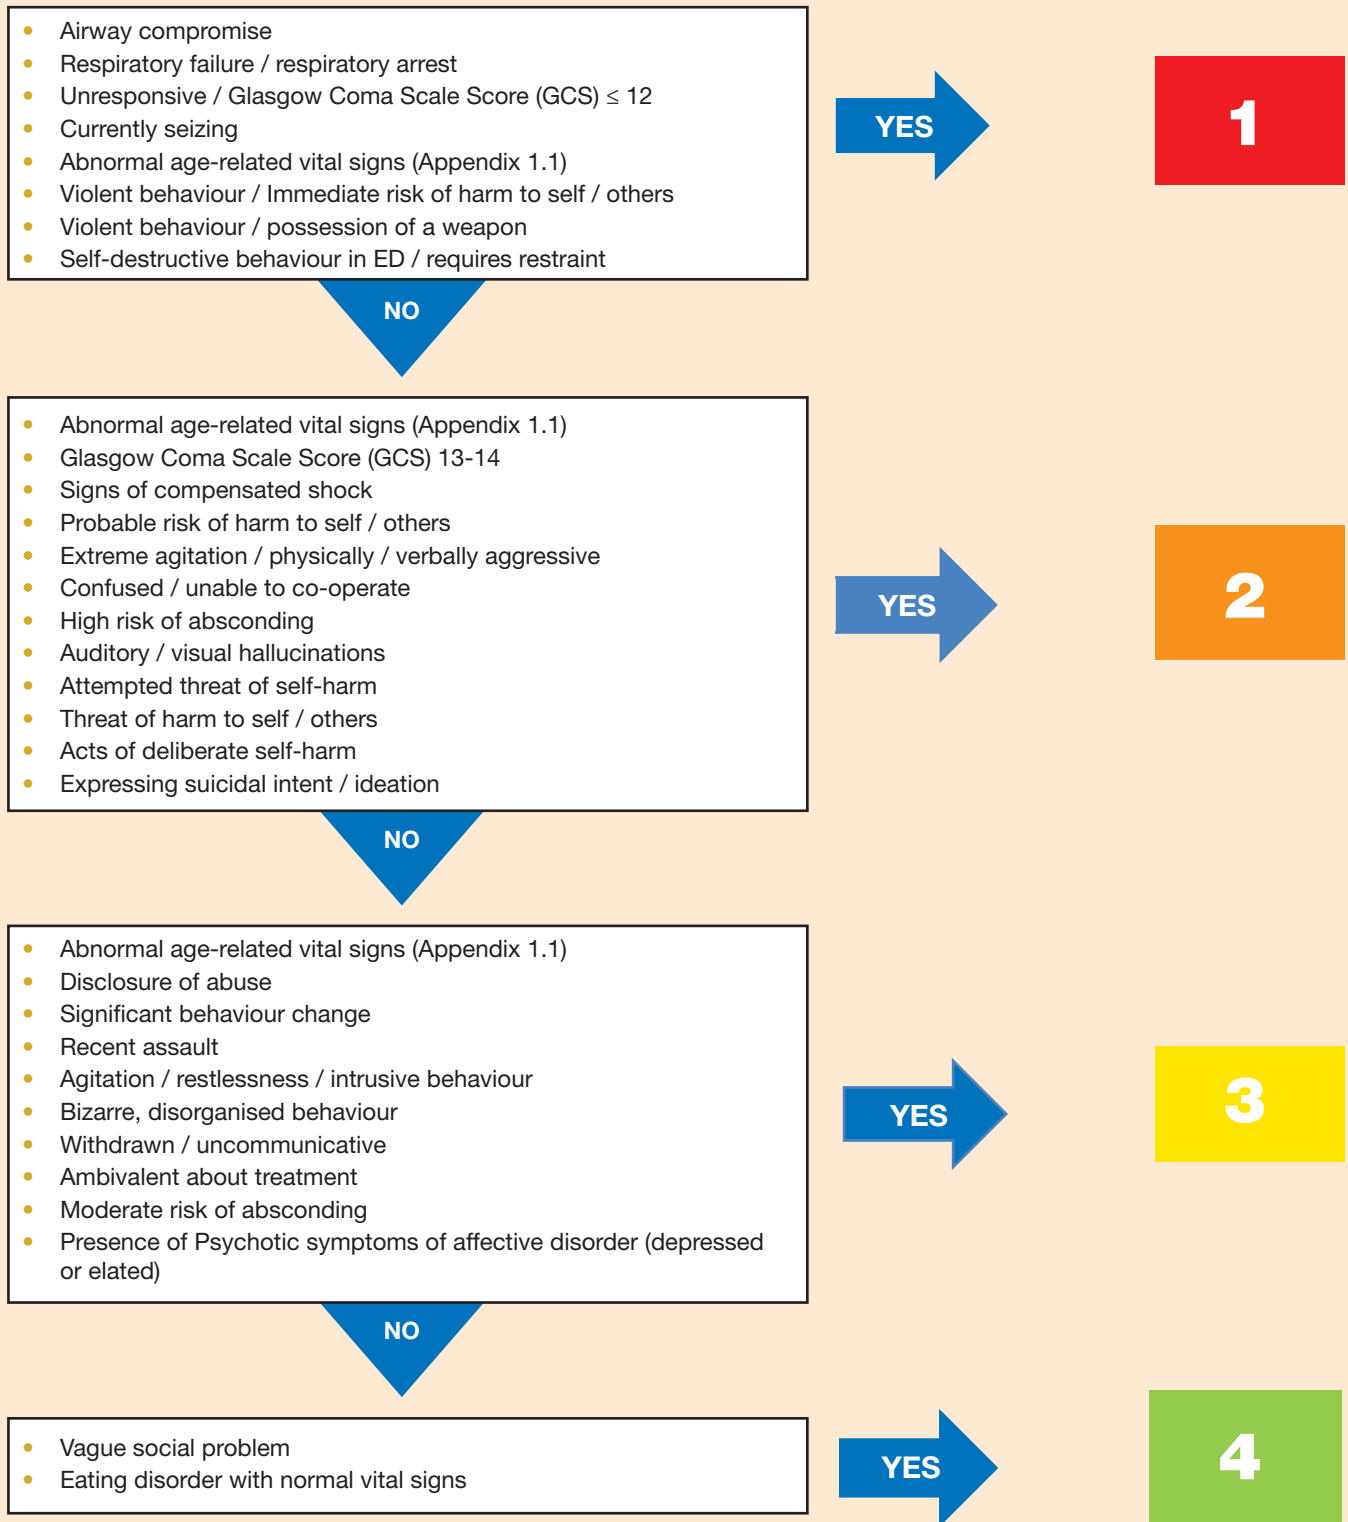 • Airway compromise
• Respiratory failure / respiratory arrest
• Unresponsive / Glasgow Coma Scale Score (GCS) ≤ 12
• Currently seizing
• Abnormal age-related vital signs (Appendix 1.1)
• Violent behaviour / Immediate risk of harm to self / others
• Violent behaviour / possession of a weapon
• Self-destructive behaviour in ED / requires restraint
YES
1
NO
• Abnormal age-related vital signs (Appendix 1.1)
• Glasgow Coma Scale Score (GCS) 13-14
• Signs of compensated shock
• Probable risk of harm to self / others
• Extreme agitation / physically / verbally aggressive
• Confused / unable to co-operate
• High risk of absconding
• Auditory / visual hallucinations
• Attempted threat of self-harm
• Threat of harm to self / others
• Acts of deliberate self-harm
• Expressing suicidal intent / ideation
YES
2
NO
• Abnormal age-related vital signs (Appendix 1.1)
• Disclosure of abuse
• Significant behaviour change
• Recent assault
• Agitation / restlessness / intrusive behaviour
• Bizarre, disorganised behaviour
• Withdrawn / uncommunicative
• Ambivalent about treatment
• Moderate risk of absconding
• Presence of Psychotic symptoms of affective disorder (depressed
or elated)
YES
3
NO
• Vague social problem
• Eating disorder with normal vital signs
YES
4